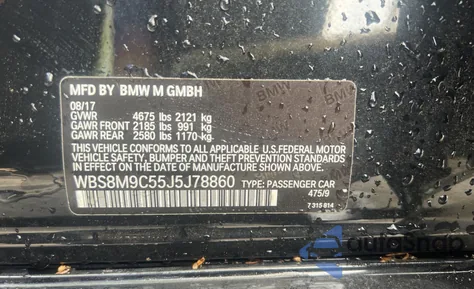 MFD BY BMW M GMBH
08/17
GVWR 4675 lbs 2121 kg
GAWR FRONT 2185 lbs 991 kg
GAWR REAR 2580 lbs 1170 kg
THIS VEHICLE CONFORMS TO ALL APPLICABLE U.S.FEDERAL MOTOR
VEHICLE SAFETY, BUMPER, AND THEFT PREVENTION STANDARDS
IN EFFECT ON THE DATE OF MANUFACTURE SHOWN ABOVE.
WBS8M9C55J5J78860 TYPE: PASSENGER CAR
475/9
7 315 814
BMW
autoSnap